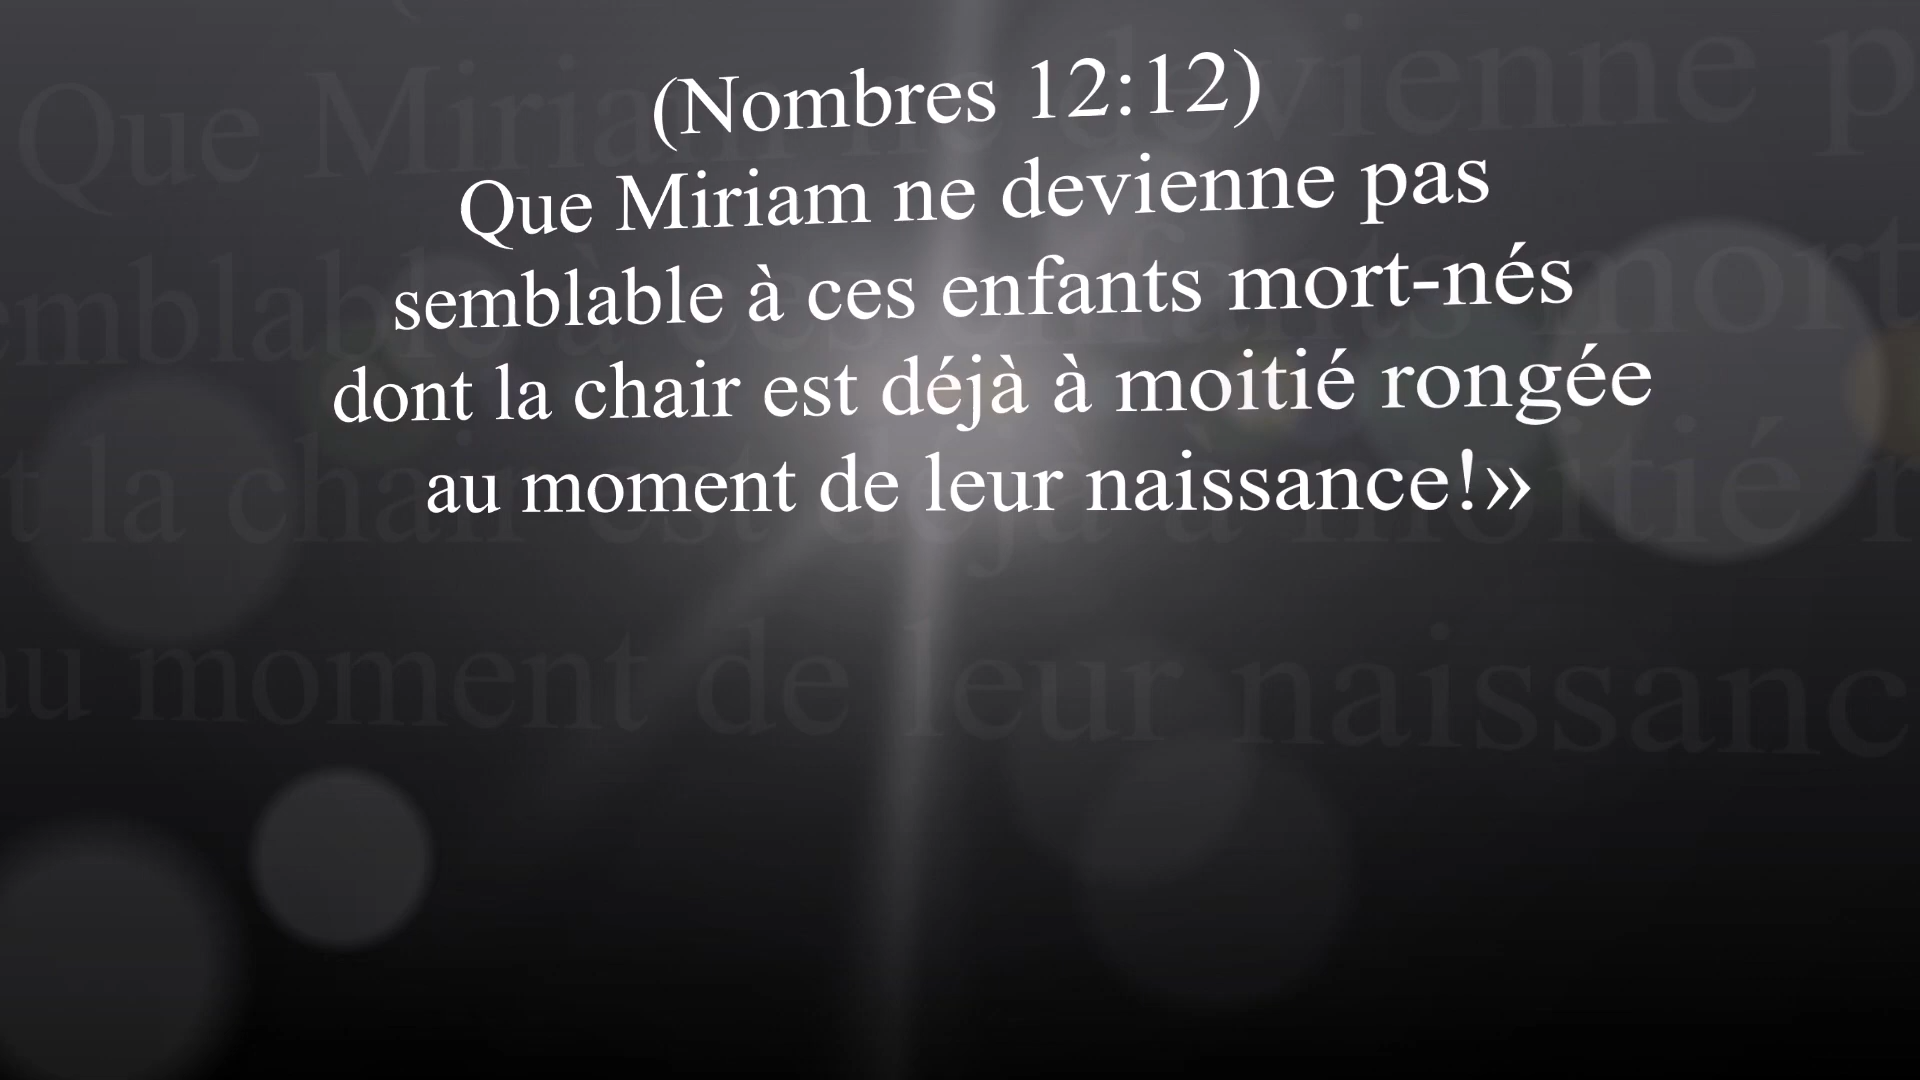 (Nombres 12:12)
Que Miriam ne devienne pas
semblable à ces enfants mort-nés
dont la chair est déjà à moitié rongée
au moment de leur naissance!»